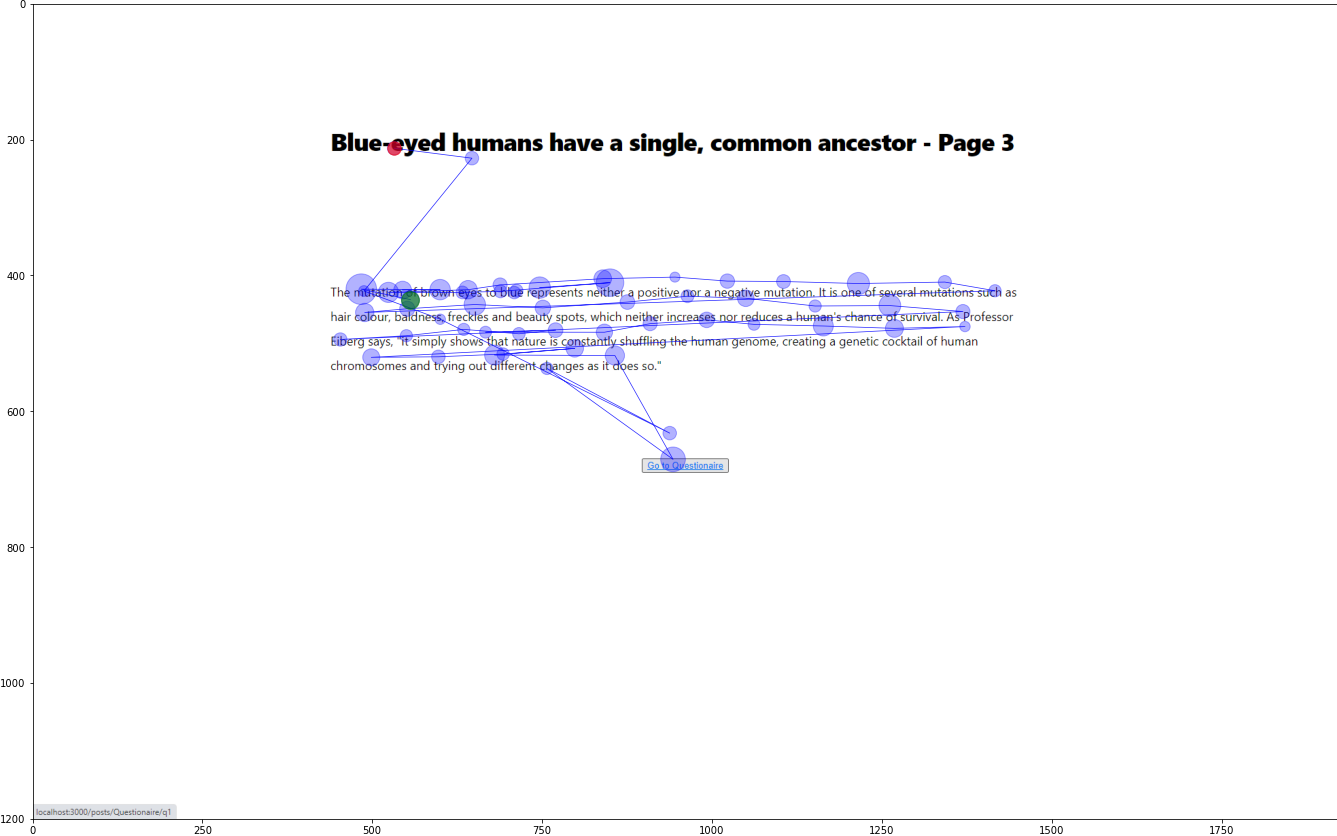 0
200
Blue-eyed humans have a single, common ancestor - Page 3
400
The mutation of brown eyes to blue represents neither a positive nor a negative mutation. It is one of several mutations such as
hair colour, baldness, freckles and beauty spots, which neither increases nor reduces a human's chance of survival. As Professor
Eiberg says, "it simply shows that nature is constantly shuffling the human genome, creating a genetic cocktail of human
chromosomes and trying out different changes as it does so."
600
Go to Questionaire
800
1000
localhost:3000/posts/Questionaire/q1
1200
0 250 500 750 1000 1250 1500 1750